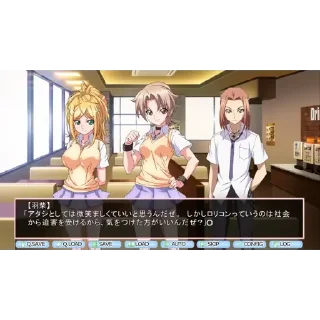 Dri
【羽菜】
「アタシとしては微笑ましくていいと思うんだぜ。しかしロリコンっていうのは社会
から迫害を受けるから、気をつけた方がいいんだぜ？」
Q.SAVE Q.LOAD SAVE LOAD AUTO SKIP CONFIG LOG